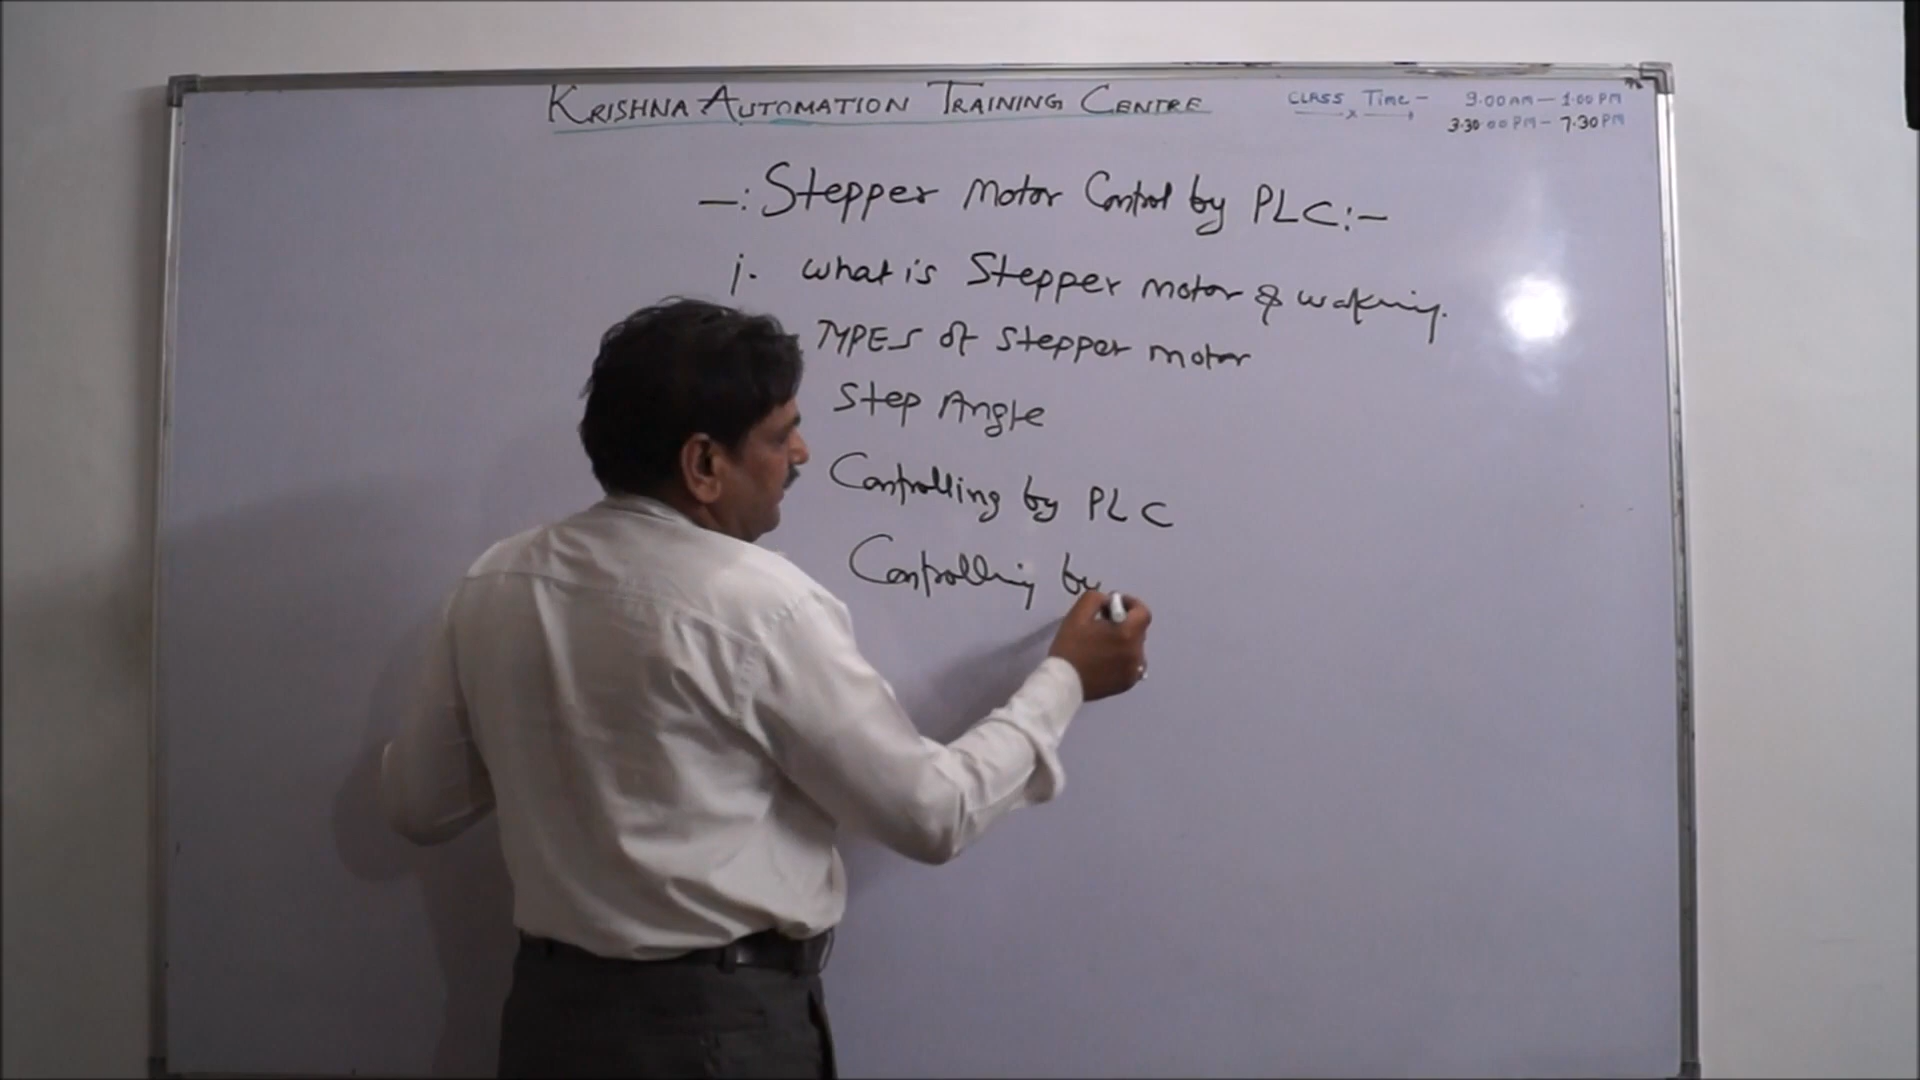 KRISHNA AUTOMATION TRAINING CENTRE
CLASS Time - 9.00 AM - 1.00 PM
3.30 00 PM - 7.30 PM
-: Stepper Motor Control by PLC:-
i. what is Stepper motor & working.
TYPES of Stepper motor
Step Angle
Controlling by PLC
Controlling by